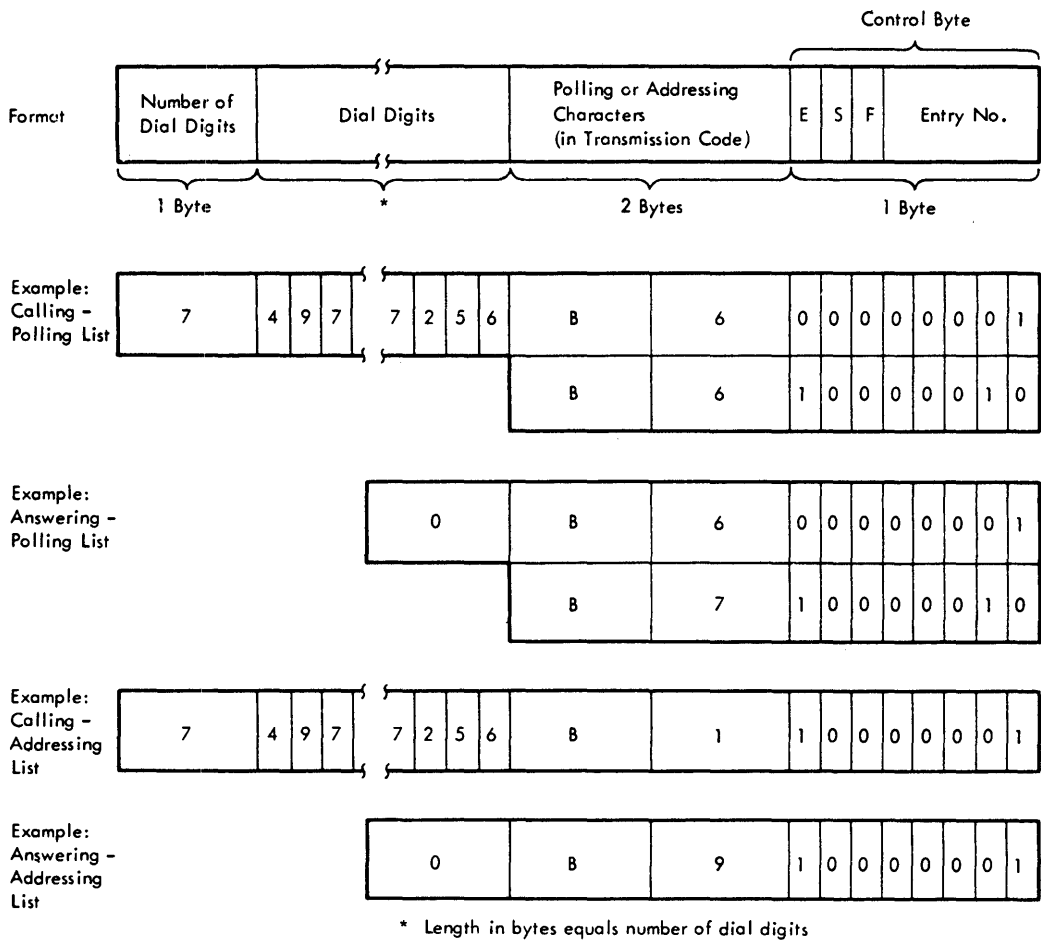 Control Byte
Format
Number of
Dial Digits
Dial Digits
Polling or Addressing
Characters
(in Transmission Code)
E S F Entry No.
1 Byte * 2 Bytes 1 Byte
Example:
Calling –
Polling List
7 4 9 7 7 2 5 6 B 6 0 0 0 0 0 0 0 1
B 6 1 0 0 0 0 0 1 0
Example:
Answering –
Polling List
0 B 6 0 0 0 0 0 0 0 1
B 7 1 0 0 0 0 0 1 0
Example:
Calling –
Addressing
List
7 4 9 7 7 2 5 6 B 1 1 0 0 0 0 0 0 1
Example:
Answering –
Addressing
List
0 B 9 1 0 0 0 0 0 0 1
* Length in bytes equals number of dial digits